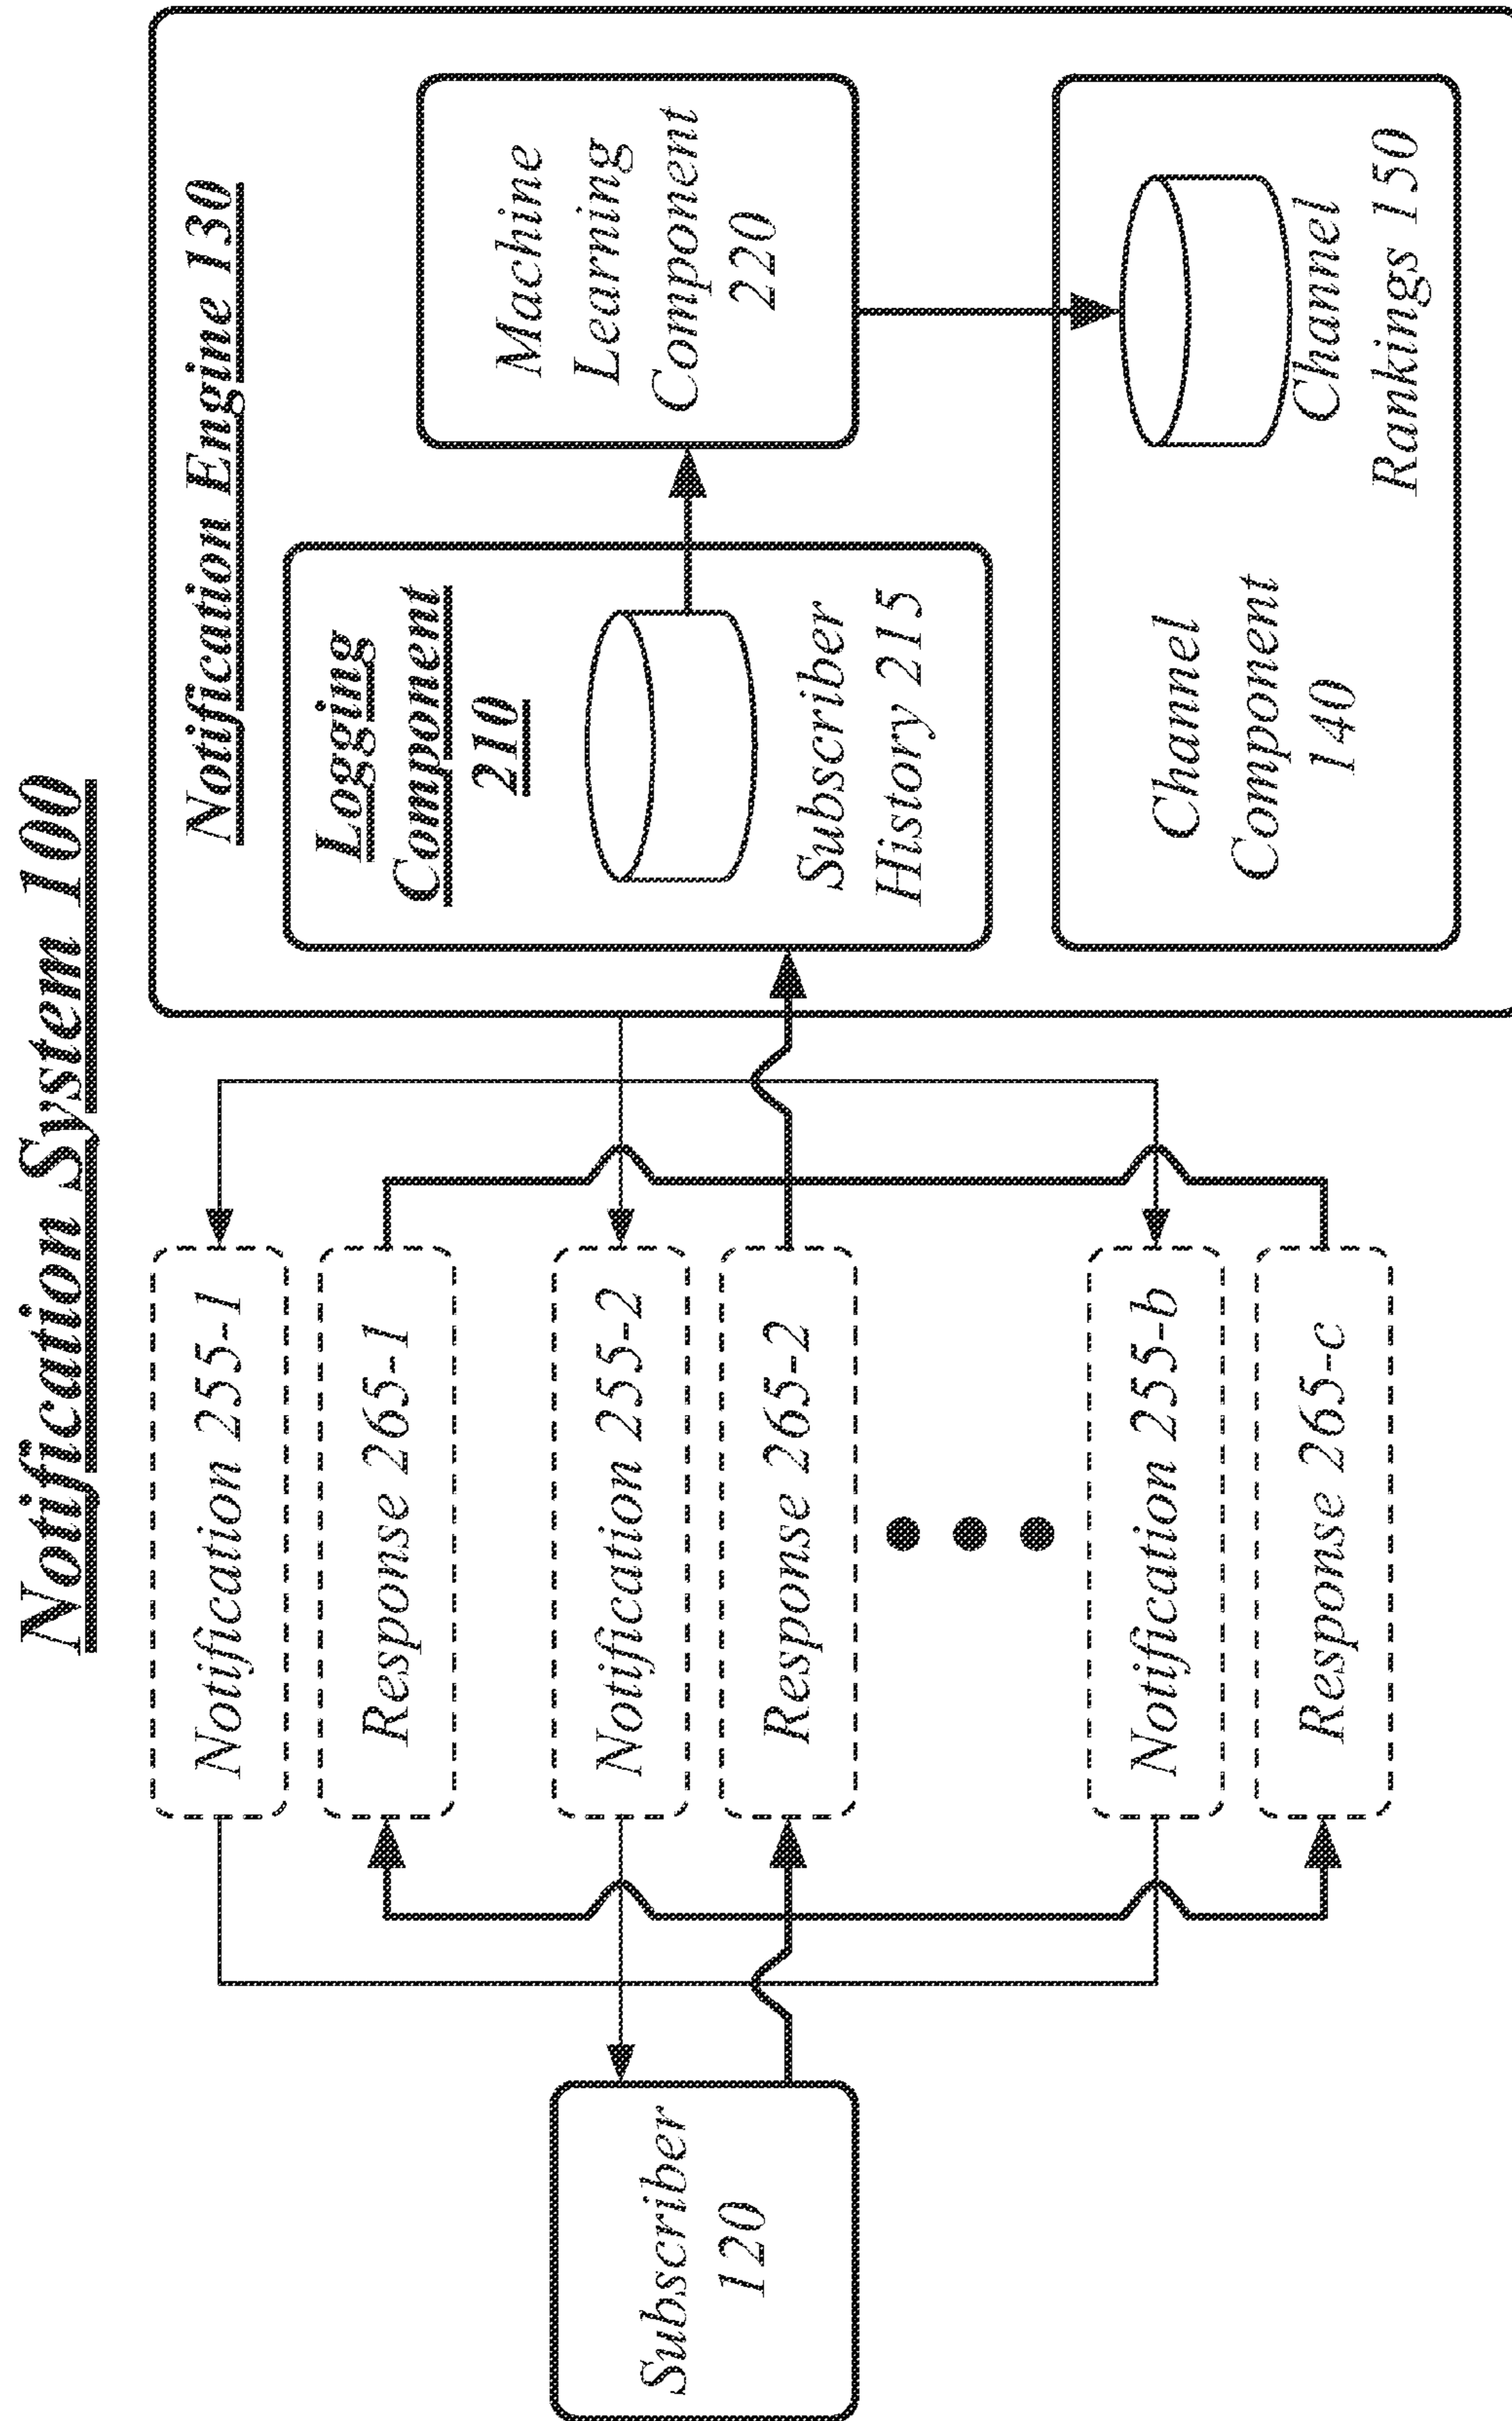 Notification System 100
Notification Engine 130
Logging
Component
210
Subscriber
History 215
Machine
Learning
Component
220
Channel
Component
140
Channel
Rankings 150
Notification 255-1
Response 265-1
Notification 255-2
Response 265-2
Notification 255-b
Response 265-c
Subscriber
120